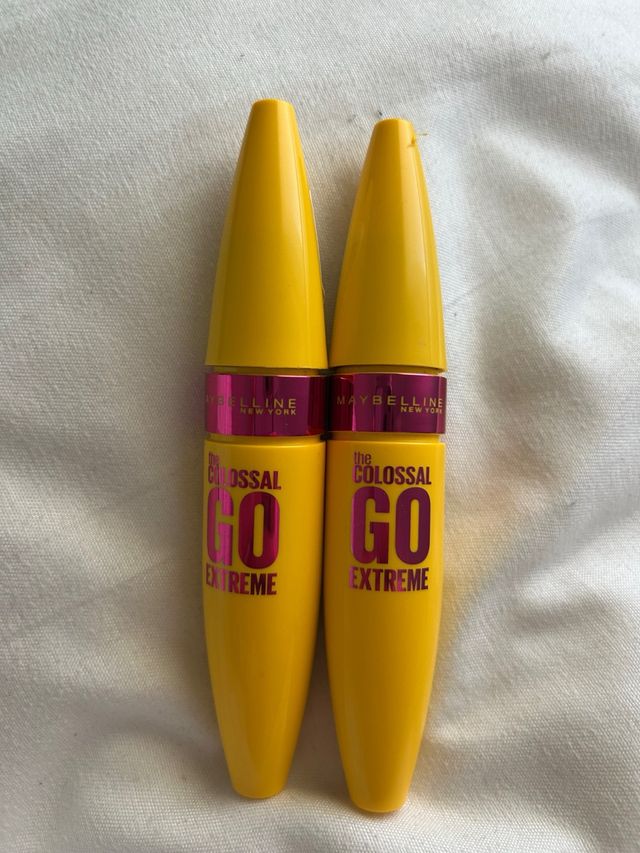 MAYBELLINE
NEW YORK
the
COLOSSAL
GO
EXTREME
MAYBELLINE
NEW YORK
the
COLOSSAL
GO
EXTREME